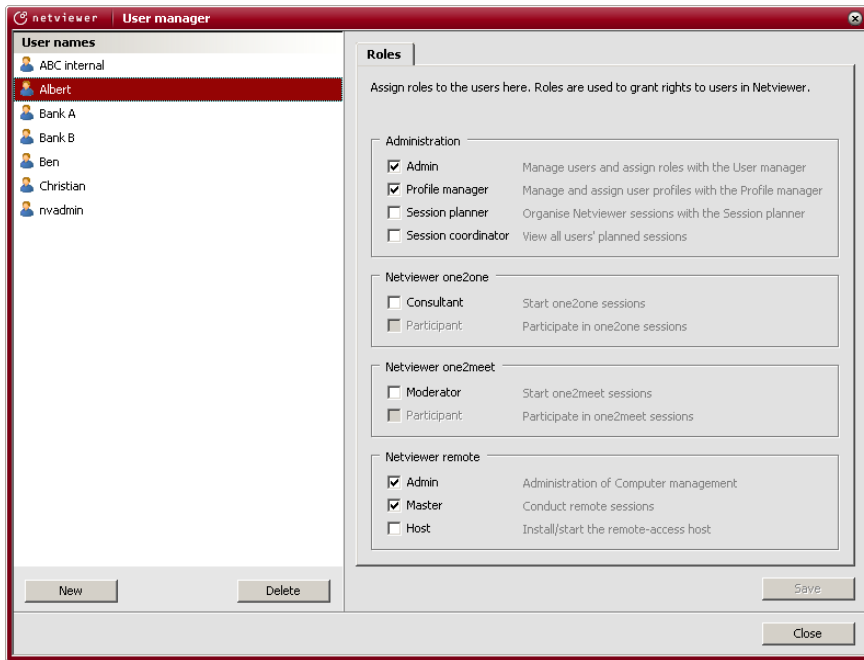 netviewer User manager
User names
ABC internal
Albert
Bank A
Bank B
Ben
Christian
nvadmin
New
Delete
Roles
Assign roles to the users here. Roles are used to grant rights to users in Netviewer.
Administration
Admin Manage users and assign roles with the User manager
Profile manager Manage and assign user profiles with the Profile manager
Session planner Organise Netviewer sessions with the Session planner
Session coordinator View all users' planned sessions
Netviewer one2one
Consultant Start one2one sessions
Participant Participate in one2one sessions
Netviewer one2meet
Moderator Start one2meet sessions
Participant Participate in one2meet sessions
Netviewer remote
Admin Administration of Computer management
Master Conduct remote sessions
Host Install/start the remote-access host
Save
Close